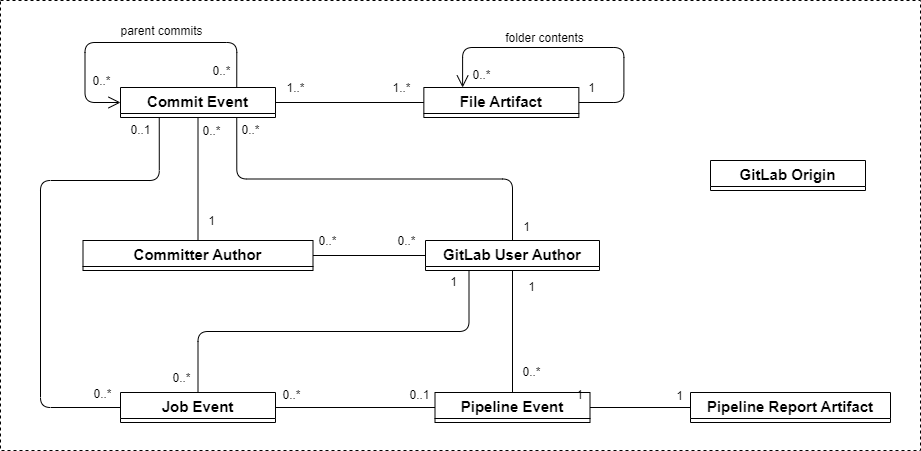 parent commits
folder contents
0..*
0..*
0..*
Commit Event
1..*
1..*
File Artifact
1
0..1
0..*
0..*
GitLab Origin
1
1
Committer Author
0..*
0..*
GitLab User Author
1
1
0..*
0..*
0..*
Job Event
0..*
0..1
Pipeline Event
1
1
Pipeline Report Artifact